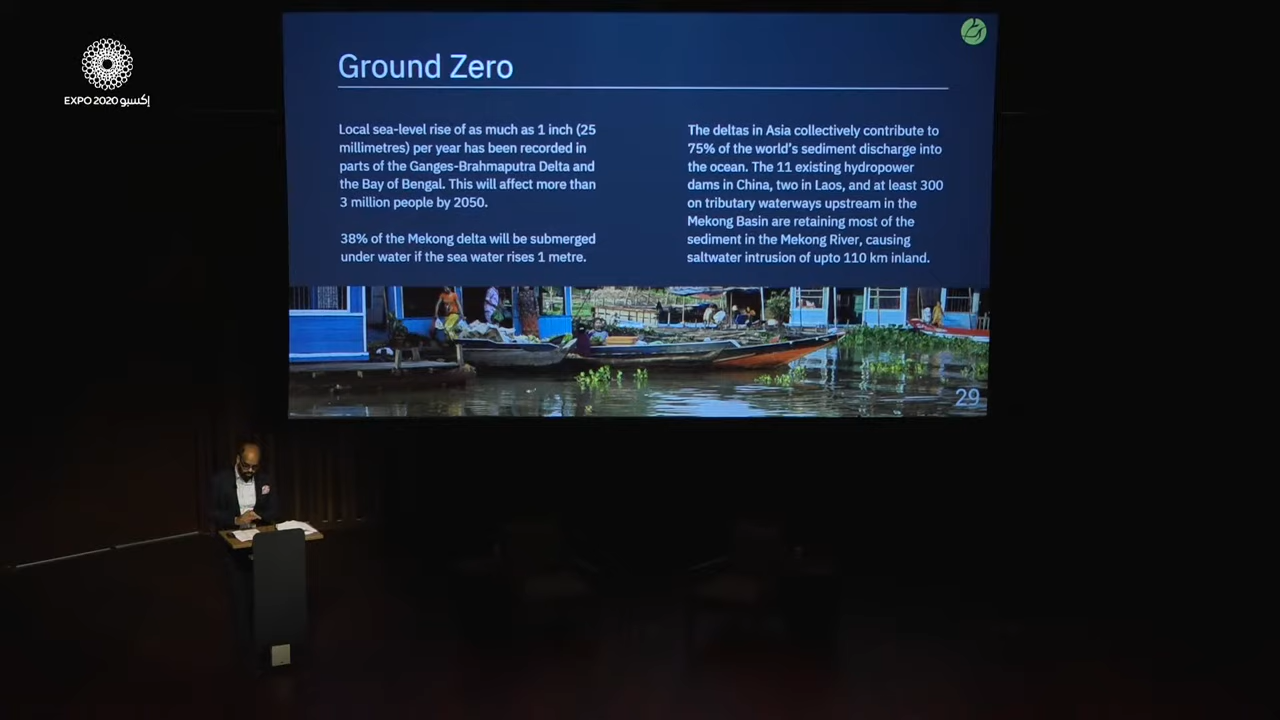 EXPO 2020 إكسبو
Ground Zero
Local sea-level rise of as much as 1 inch (25
millimetres) per year has been recorded in
parts of the Ganges-Brahmaputra Delta and
the Bay of Bengal. This will affect more than
3 million people by 2050.
38% of the Mekong delta will be submerged
under water if the sea water rises 1 metre.
The deltas in Asia collectively contribute to
75% of the world's sediment discharge into
the ocean. The 11 existing hydropower
dams in China, two in Laos, and at least 300
on tributary waterways upstream in the
Mekong Basin are retaining most of the
sediment in the Mekong River, causing
saltwater intrusion of upto 110 km inland.
29